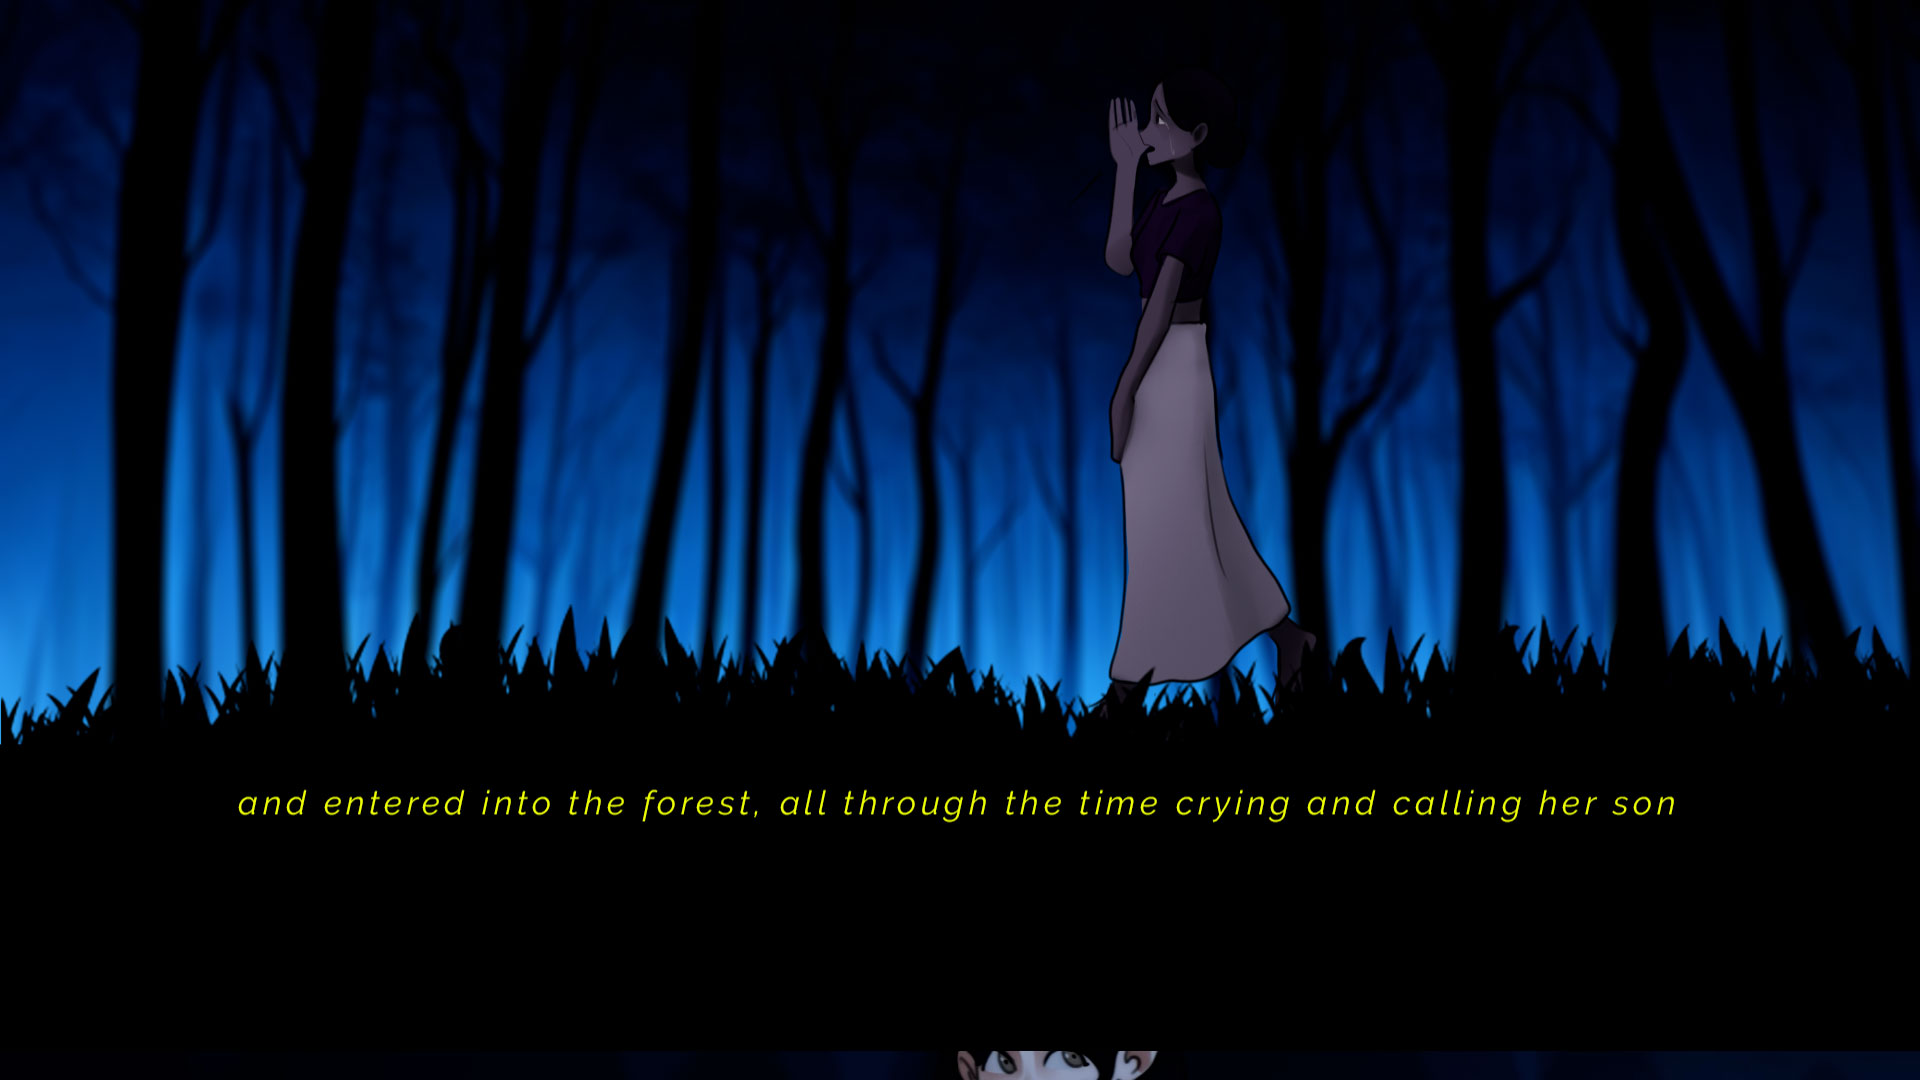 and entered into the forest, all through the time crying and calling her son